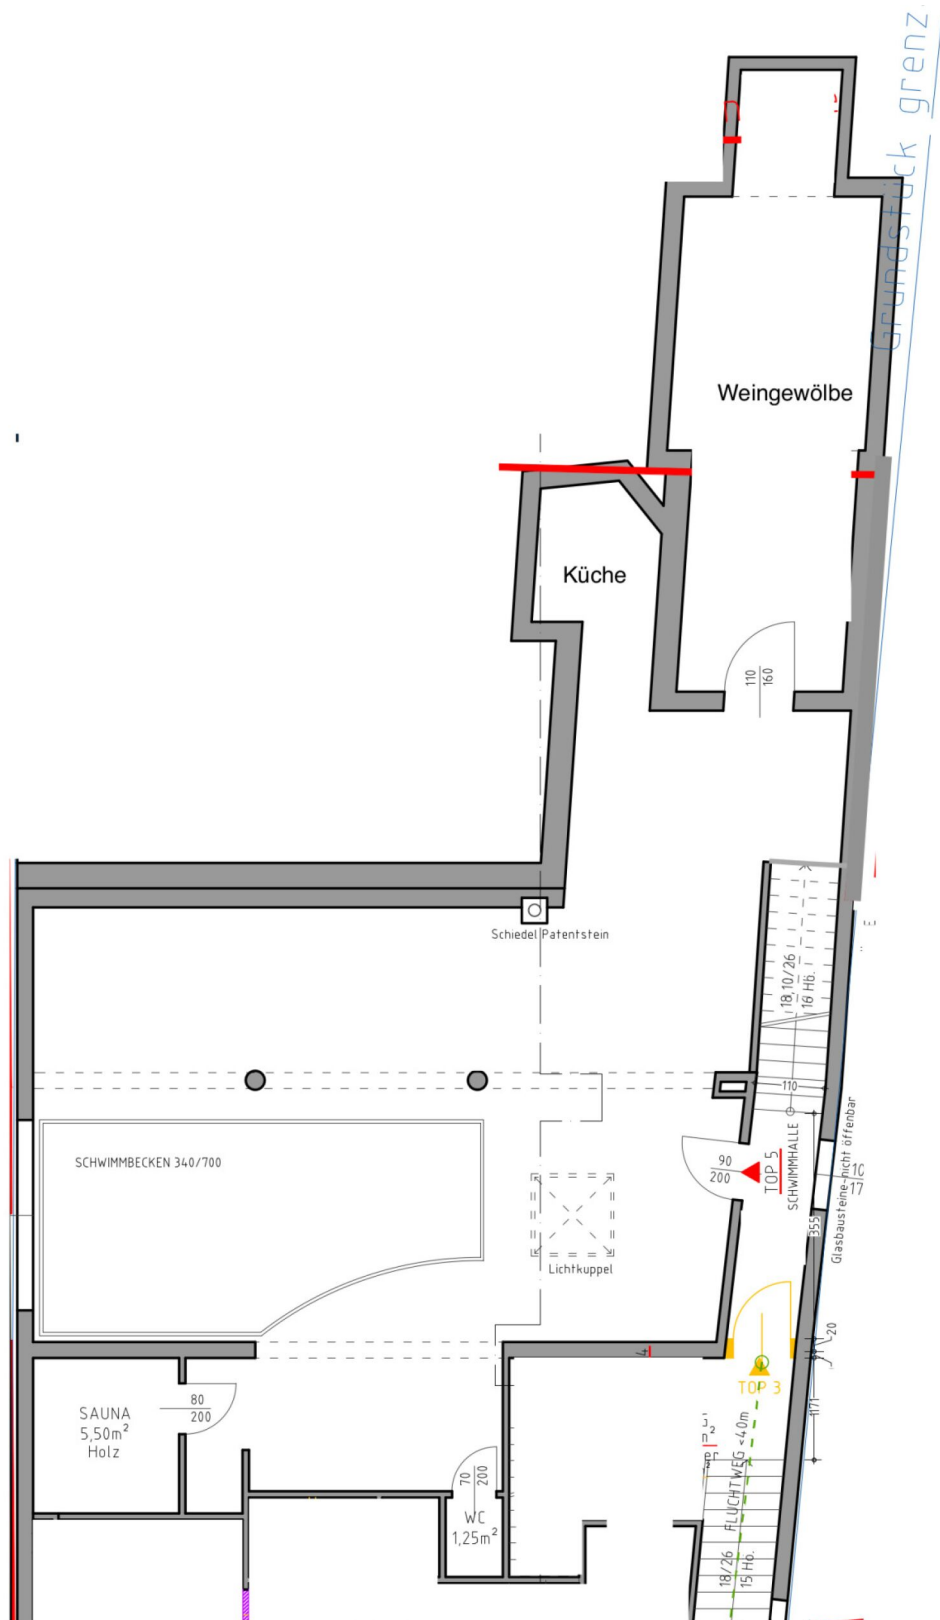 Grundstück grenz
Weingewölbe
Küche
110
160
Schiedel Patentstein
18,10/26
16 Hö.
110
SCHWIMMBECKEN 340/700
90
200
TOP 5
SCHWIMMHALLE
Glasbausteine-nicht öffenbar
10
17
355
Lichtkuppel
20
4
TOP 3
1171
SAUNA
5,50m²
Holz
80
200
70
200
WC
1,25m²
FLUCHTWEG <40m
18/26
15 Hö.